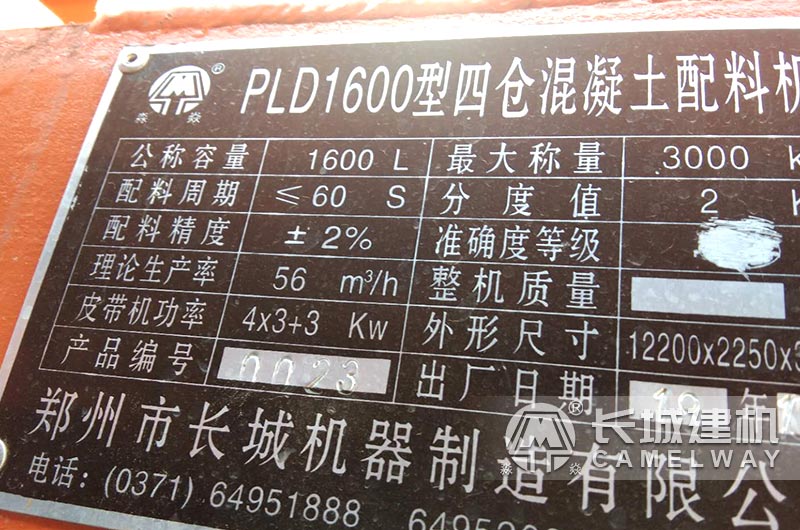 PLD1600型四仓混凝土配料机
森 焱
公称容量 1600 L 最大称量 3000
配料周期 ≤60 S 分度值 2
配料精度 ±2% 准确度等级
理论生产率 56 m³/h 整机质量
皮带机功率 4x3+3 Kw 外形尺寸 12200x2250x
产品编号 0023 出厂日期 年
郑州市长城机器制造有限公
电话：(0371) 64951888
长城建机
CAMELWAY
森 焱